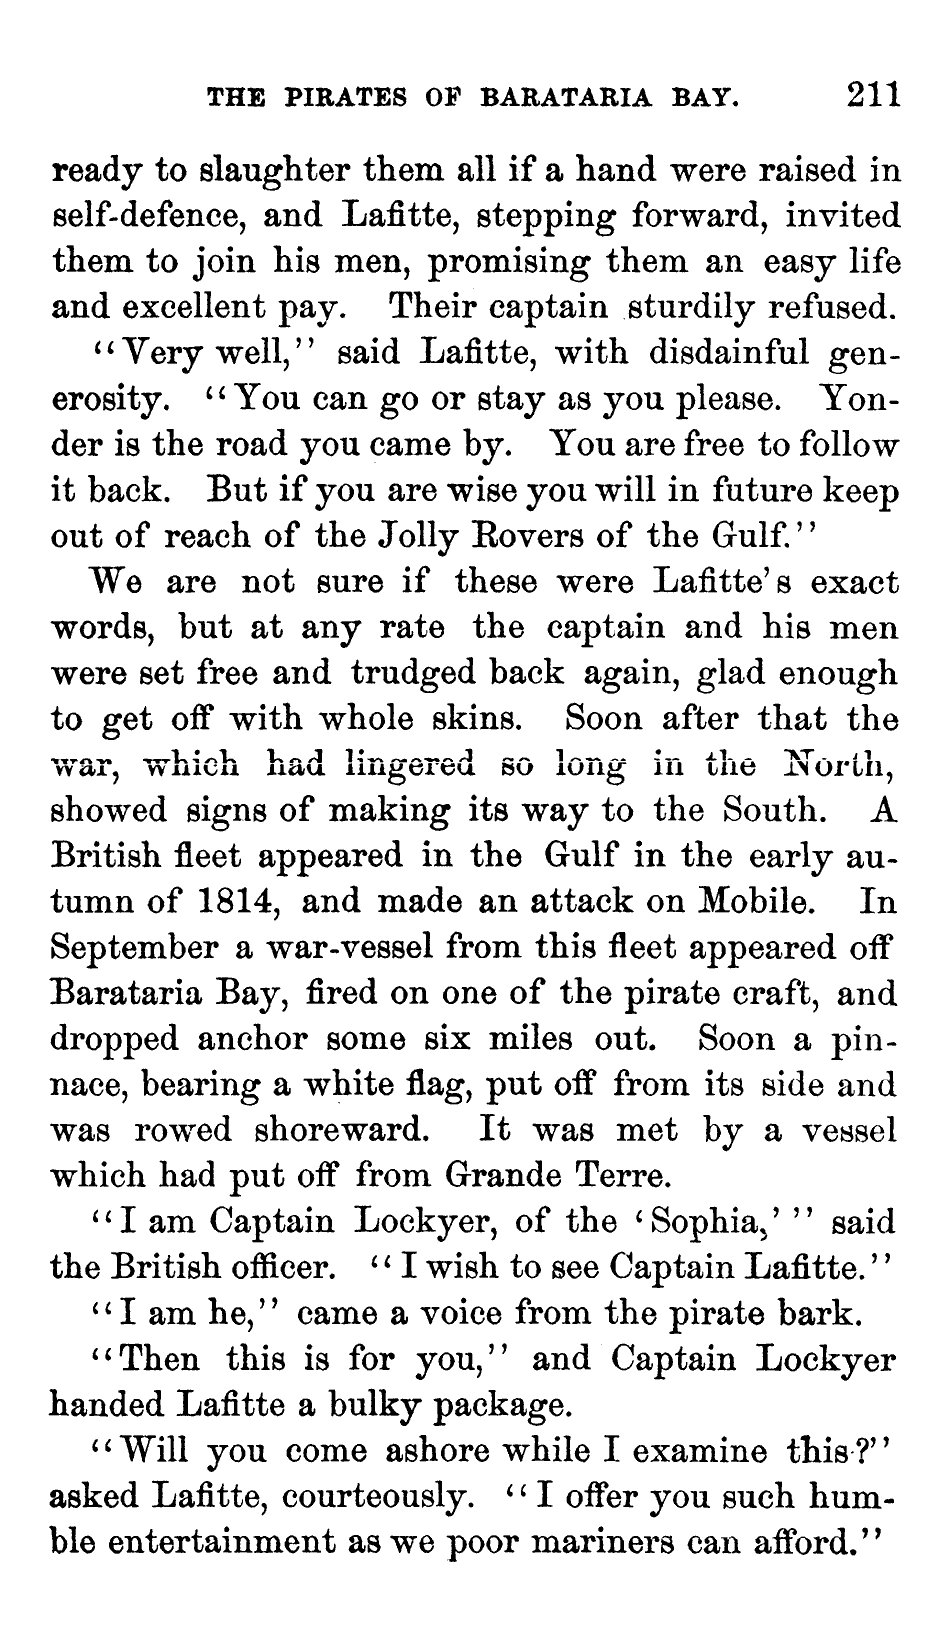 THE PIRATES OF BARATARIA BAY. 211
ready to slaughter them all if a hand were raised in
self-defence, and Lafitte, stepping forward, invited
them to join his men, promising them an easy life
and excellent pay. Their captain sturdily refused.
“Very well,” said Lafitte, with disdainful gen-
erosity. “You can go or stay as you please. Yon-
der is the road you came by. You are free to follow
it back. But if you are wise you will in future keep
out of reach of the Jolly Rovers of the Gulf.”
We are not sure if these were Lafitte’s exact
words, but at any rate the captain and his men
were set free and trudged back again, glad enough
to get off with whole skins. Soon after that the
war, which had lingered so long in the North,
showed signs of making its way to the South. A
British fleet appeared in the Gulf in the early au-
tumn of 1814, and made an attack on Mobile. In
September a war-vessel from this fleet appeared off
Barataria Bay, fired on one of the pirate craft, and
dropped anchor some six miles out. Soon a pin-
nace, bearing a white flag, put off from its side and
was rowed shoreward. It was met by a vessel
which had put off from Grande Terre.
“I am Captain Lockyer, of the ‘Sophia,’” said
the British officer. “I wish to see Captain Lafitte.”
“I am he,” came a voice from the pirate bark.
“Then this is for you,” and Captain Lockyer
handed Lafitte a bulky package.
“Will you come ashore while I examine this?”
asked Lafitte, courteously. “I offer you such hum-
ble entertainment as we poor mariners can afford.”